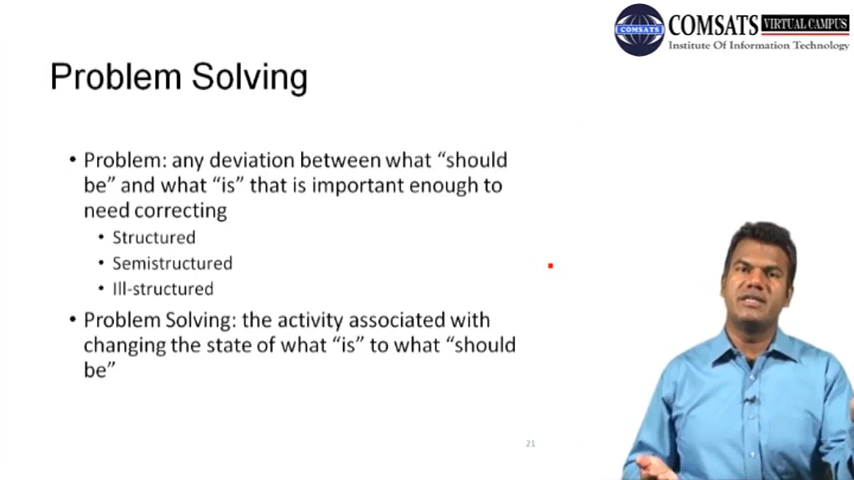 COMSATS VIRTUAL CAMPUS
COMSATS
Institute Of Information Technology
Problem Solving
• Problem: any deviation between what “should
be” and what “is” that is important enough to
need correcting
• Structured
• Semistructured
• Ill-structured
• Problem Solving: the activity associated with
changing the state of what “is” to what “should
be”
21